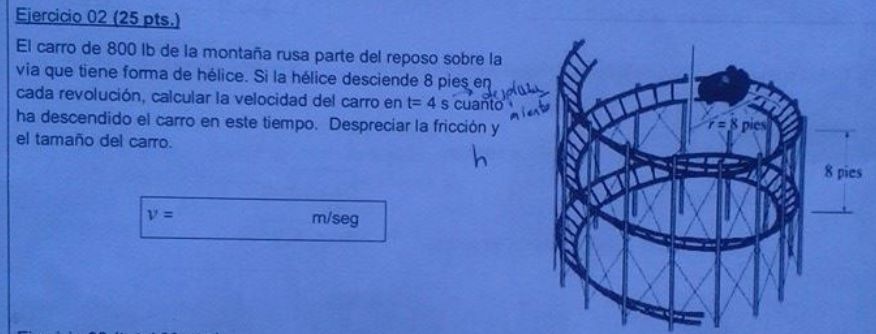 Ejercicio 02 (25 pts.)
El carro de 800 lb de la montaña rusa parte del reposo sobre la
vía que tiene forma de hélice. Si la hélice desciende 8 pies en
cada revolución, calcular la velocidad del carro en t= 4 s cuánto
desplaza
miento
ha descendido el carro en este tiempo. Despreciar la fricción y
el tamaño del carro.
h
r = 8 pies
8 pies
v = m/seg